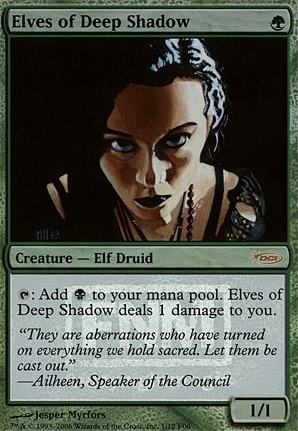 Elves of Deep Shadow
MM93
Creature — Elf Druid
DCI
: Add to your mana pool. Elves of
Deep Shadow deals 1 damage to you.
“They are aberrations who have turned
on everything we hold sacred. Let them be
cast out.”
—Ailheen, Speaker of the Council
Jesper Myrfors
™ & © 1993–2006 Wizards of the Coast, Inc. 1/12 F06
1/1